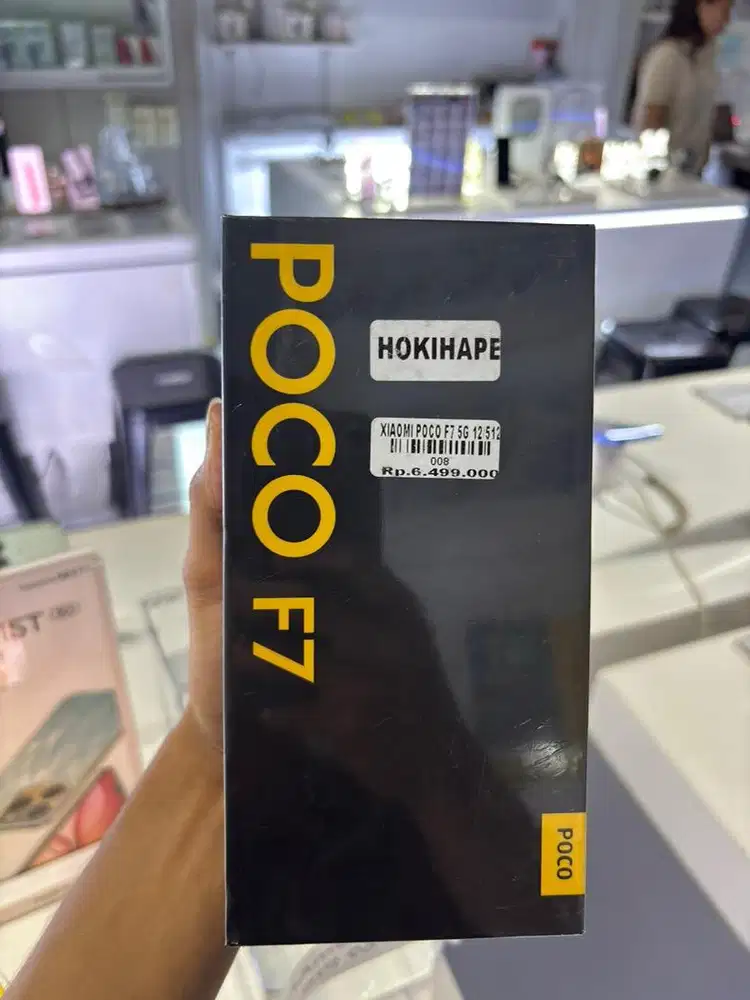 POCO F7
HOKIHAPE
XIAOMI POCO F7 5G 12 512
008
Rp.6.499.000
POCO